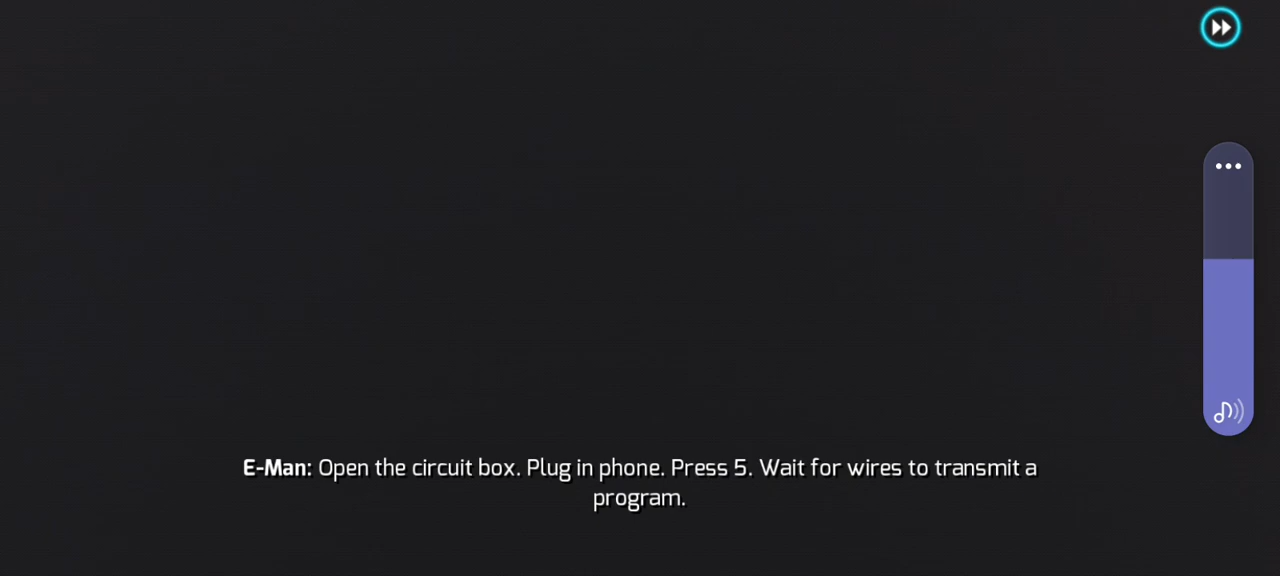 E-Man: Open the circuit box. Plug in phone. Press 5. Wait for wires to transmit a
program.